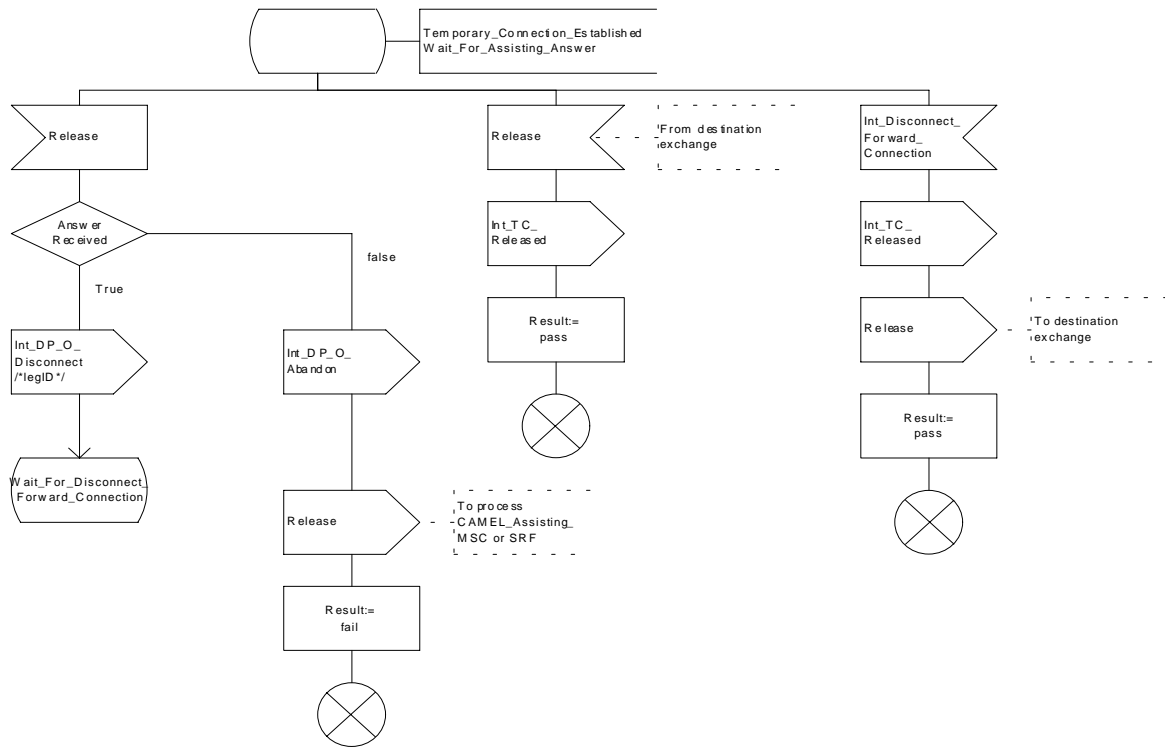 Temporary_Connection_Established
Wait_For_Assisting_Answer
Release
Release
From destination
exchange
Int_Disconnect_
Forward_
Connection
Answer
Received
false
True
Int_TC_
Released
Int_TC_
Released
Int_DP_O_
Disconnect
/*legID*/
Int_DP_O_
Abandon
Result:=
pass
Release
To destination
exchange
Wait_For_Disconnect_
Forward_Connection
Result:=
pass
Release
To process
CAMEL_Assisting_
MSC or SRF
Result:=
fail